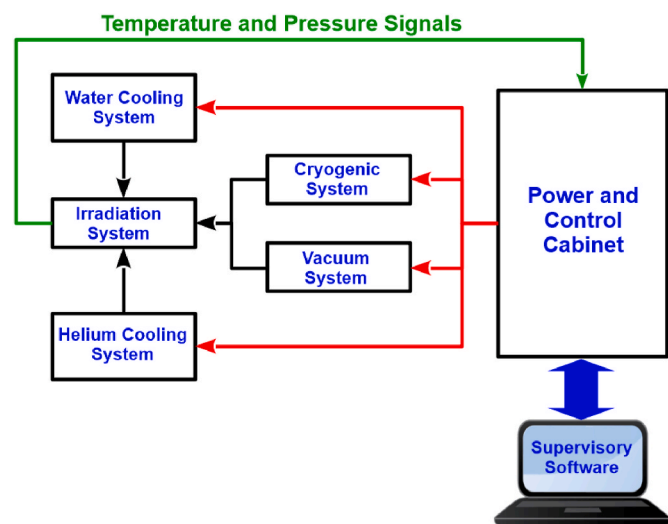 Temperature and Pressure Signals
Water Cooling
System
Cryogenic
System
Power and
Control
Cabinet
Irradiation
System
Vacuum
System
Helium Cooling
System
Supervisory
Software